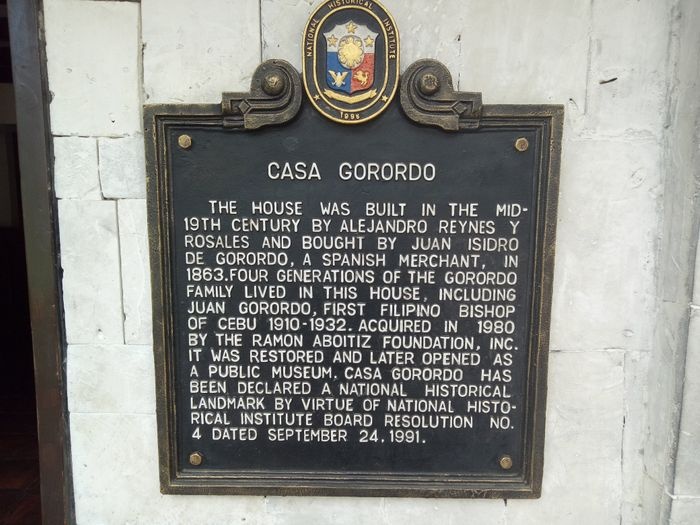 NATIONAL HISTORICAL INSTITUTE
CASA GORORDO
THE HOUSE WAS BUILT IN THE MID-
19TH CENTURY BY ALEJANDRO REYNES Y
ROSALES AND BOUGHT BY JUAN ISIDRO
DE GORORDO, A SPANISH MERCHANT, IN
1863.FOUR GENERATIONS OF THE GORORDO
FAMILY LIVED IN THIS HOUSE, INCLUDING
JUAN GORORDO, FIRST FILIPINO BISHOP
OF CEBU 1910-1932. ACQUIRED IN 1980
BY THE RAMON ABOITIZ FOUNDATION, INC.
IT WAS RESTORED AND LATER OPENED AS
A PUBLIC MUSEUM. CASA GORORDO HAS
BEEN DECLARED A NATIONAL HISTORICAL
LANDMARK BY VIRTUE OF NATIONAL HISTO-
RICAL INSTITUTE BOARD RESOLUTION NO.
4 DATED SEPTEMBER 24, 1991.